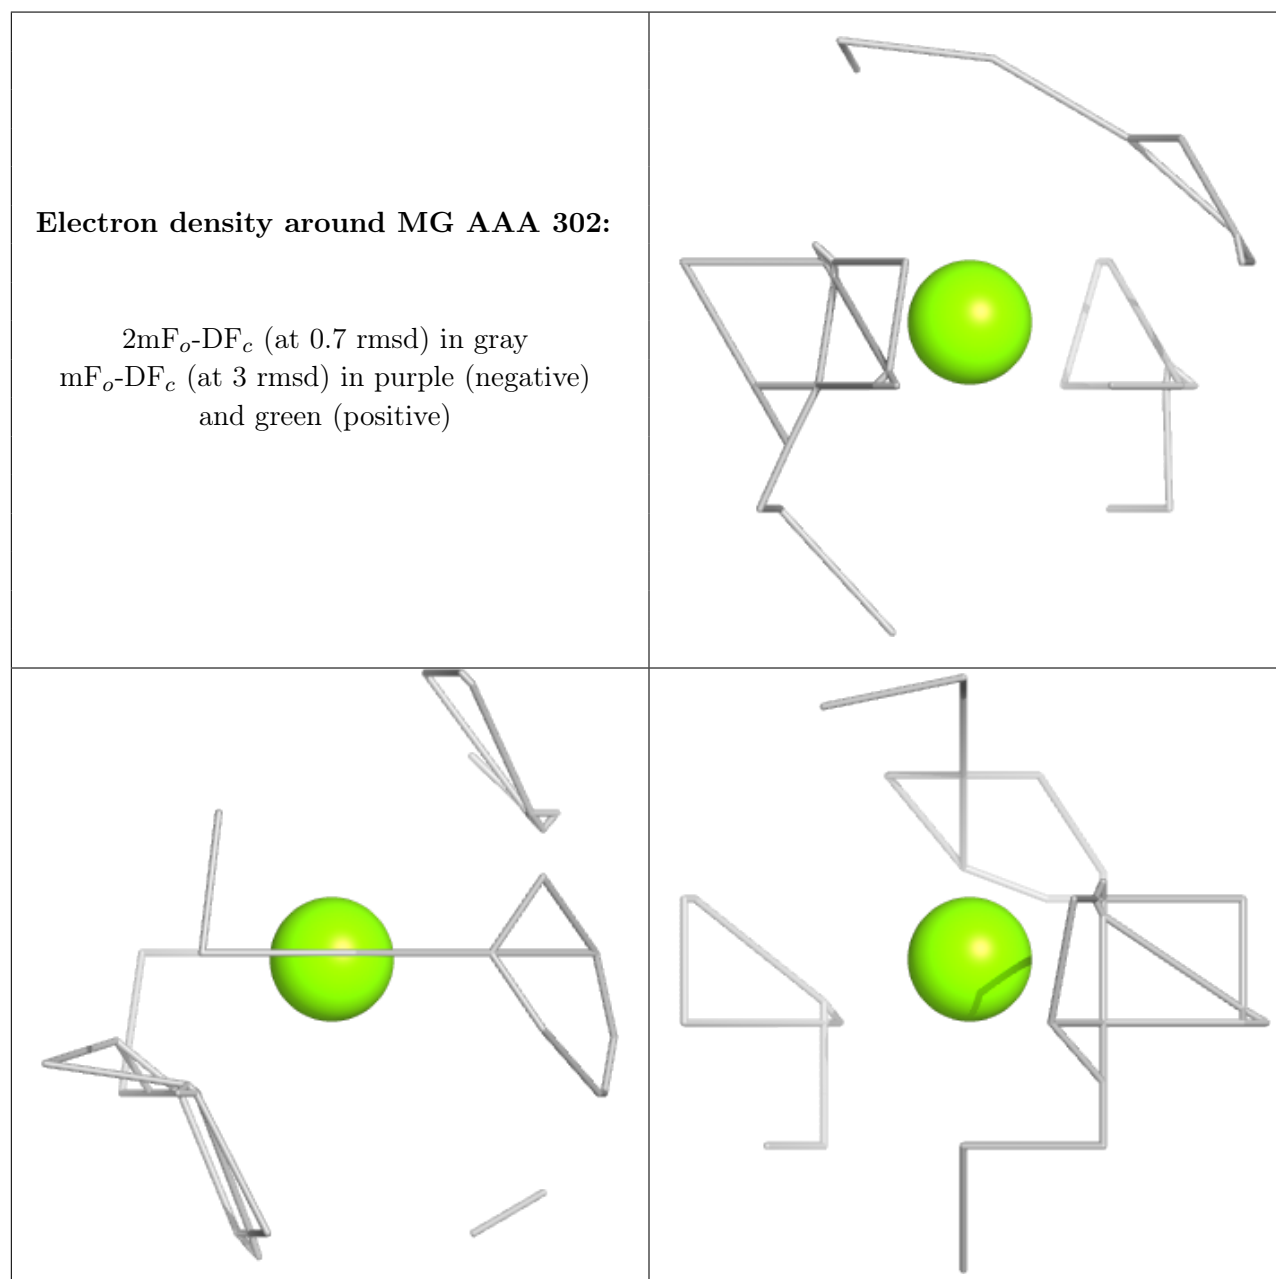 Electron density around MG AAA 302:
2mFo-DFc (at 0.7 rmsd) in gray
mFo-DFc (at 3 rmsd) in purple (negative)
and green (positive)